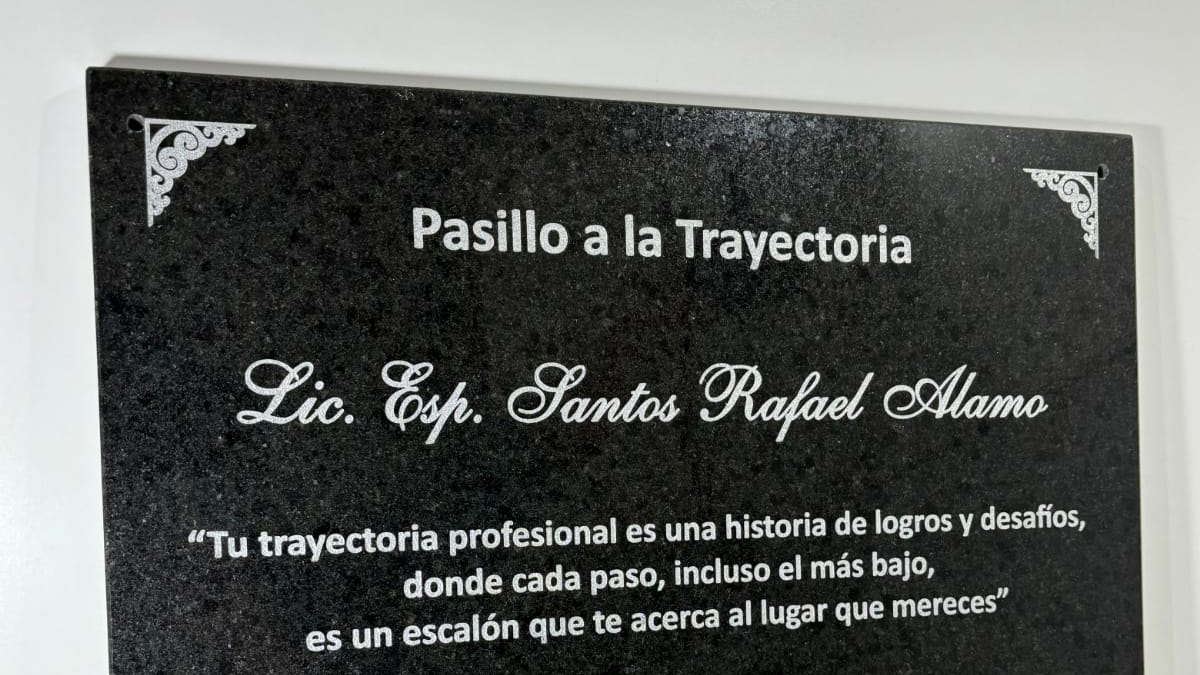 Pasillo a la Trayectoria
Lic. Esp. Santos Rafael Alamo
“Tu trayectoria profesional es una historia de logros y desafíos,
donde cada paso, incluso el más bajo,
es un escalón que te acerca al lugar que mereces”